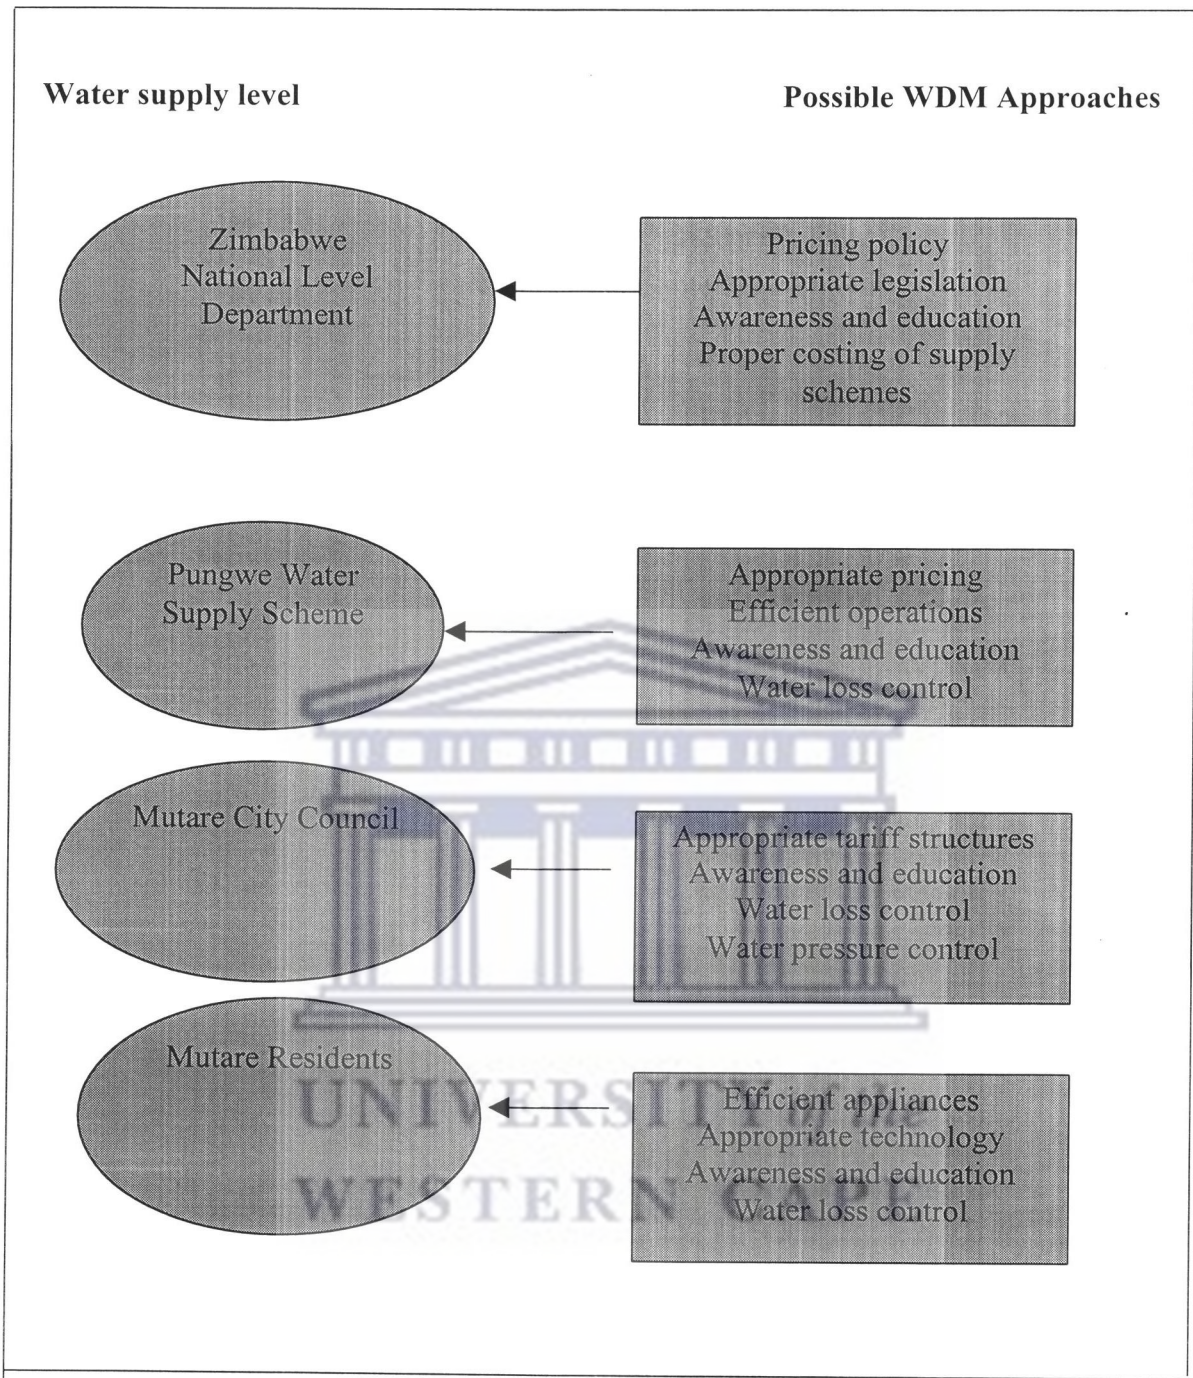 Water supply level
Possible WDM Approaches
Zimbabwe
National Level
Department
Pricing policy
Appropriate legislation
Awareness and education
Proper costing of supply
schemes
Pungwe Water
Supply Scheme
Appropriate pricing
Efficient operations
Awareness and education
Water loss control
Mutare City Council
Appropriate tariff structures
Awareness and education
Water loss control
Water pressure control
Mutare Residents
Efficient appliances
Appropriate technology
Awareness and education
Water loss control
UNIVERSITY of the
WESTERN CAPE